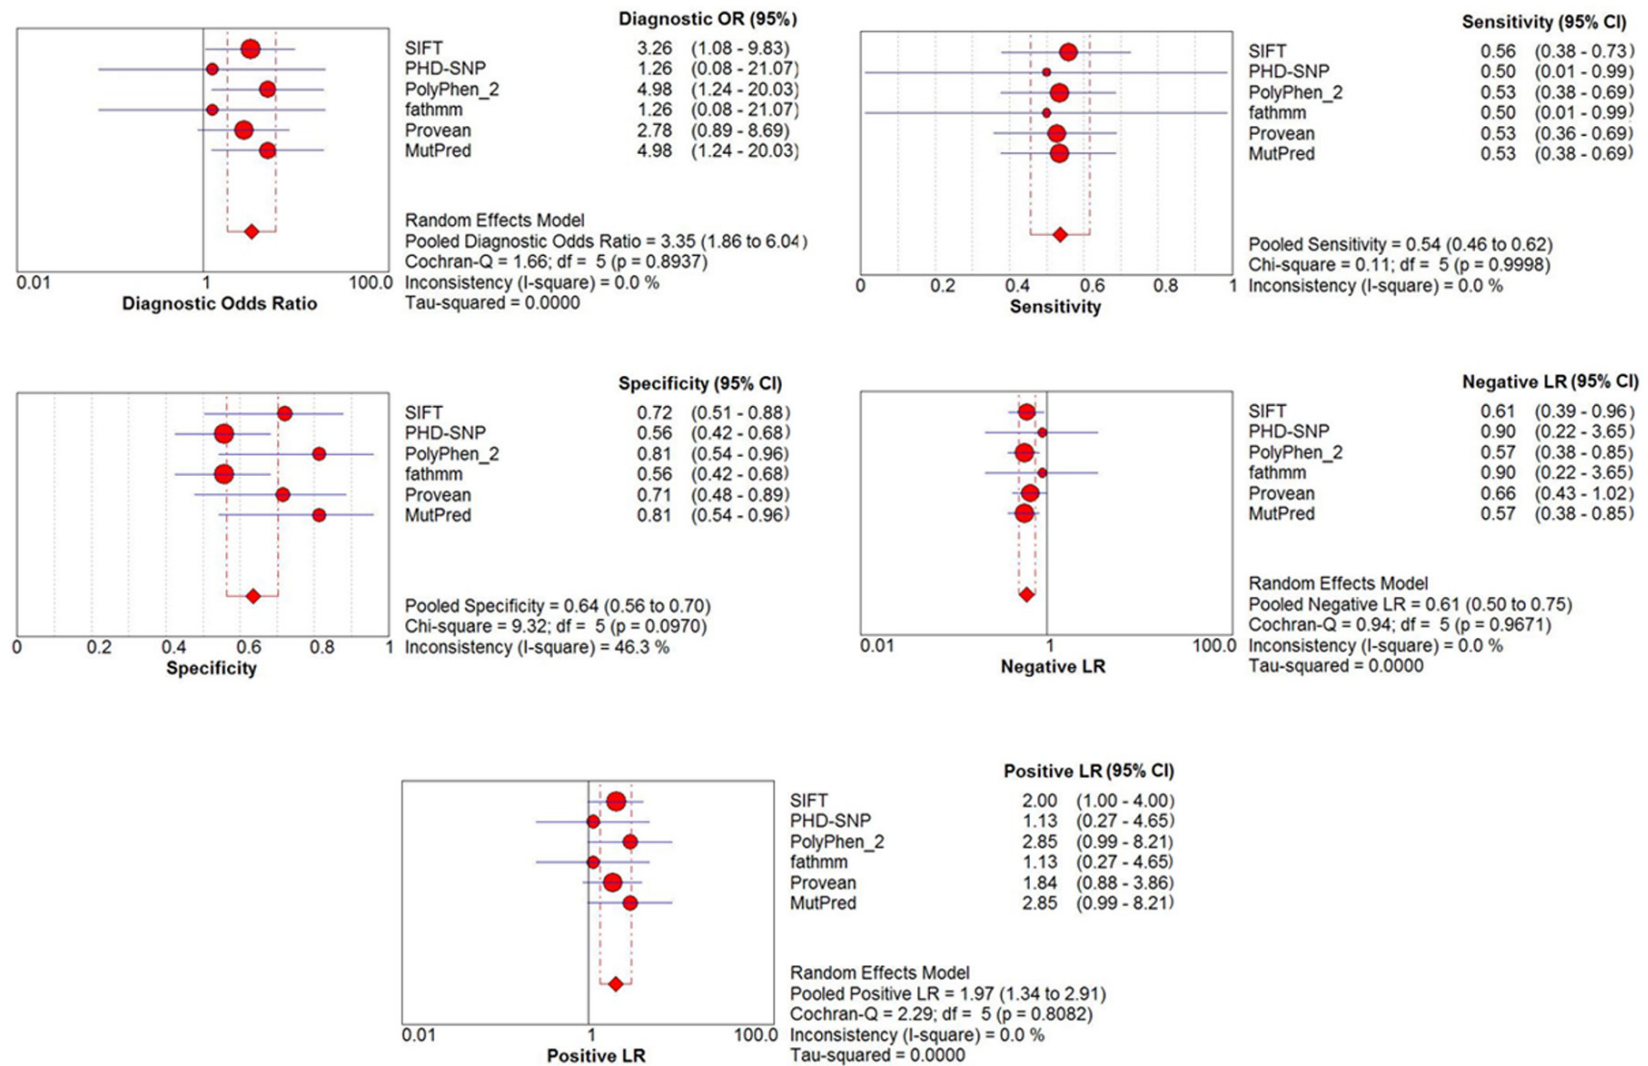 Diagnostic OR (95%)
SIFT 3.26 (1.08 - 9.83)
PHD-SNP 1.26 (0.08 - 21.07)
PolyPhen_2 4.98 (1.24 - 20.03)
fathmm 1.26 (0.08 - 21.07)
Provean 2.78 (0.89 - 8.69)
MutPred 4.98 (1.24 - 20.03)
Random Effects Model
Pooled Diagnostic Odds Ratio = 3.35 (1.86 to 6.04)
Cochran-Q = 1.66; df = 5 (p = 0.8937)
Inconsistency (I-square) = 0.0 %
Tau-squared = 0.0000
0.01 1 100.0
Diagnostic Odds Ratio
Sensitivity (95% CI)
SIFT 0.56 (0.38 - 0.73)
PHD-SNP 0.50 (0.01 - 0.99)
PolyPhen_2 0.53 (0.38 - 0.69)
fathmm 0.50 (0.01 - 0.99)
Provean 0.53 (0.36 - 0.69)
MutPred 0.53 (0.38 - 0.69)
Pooled Sensitivity = 0.54 (0.46 to 0.62)
Chi-square = 0.11; df = 5 (p = 0.9998)
Inconsistency (I-square) = 0.0 %
0 0.2 0.4 0.6 0.8 1
Sensitivity
Specificity (95% CI)
SIFT 0.72 (0.51 - 0.88)
PHD-SNP 0.56 (0.42 - 0.68)
PolyPhen_2 0.81 (0.54 - 0.96)
fathmm 0.56 (0.42 - 0.68)
Provean 0.71 (0.48 - 0.89)
MutPred 0.81 (0.54 - 0.96)
Pooled Specificity = 0.64 (0.56 to 0.70)
Chi-square = 9.32; df = 5 (p = 0.0970)
Inconsistency (I-square) = 46.3 %
0 0.2 0.4 0.6 0.8 1
Specificity
Negative LR (95% CI)
SIFT 0.61 (0.39 - 0.96)
PHD-SNP 0.90 (0.22 - 3.65)
PolyPhen_2 0.57 (0.38 - 0.85)
fathmm 0.90 (0.22 - 3.65)
Provean 0.66 (0.43 - 1.02)
MutPred 0.57 (0.38 - 0.85)
Random Effects Model
Pooled Negative LR = 0.61 (0.50 to 0.75)
Cochran-Q = 0.94; df = 5 (p = 0.9671)
Inconsistency (I-square) = 0.0 %
Tau-squared = 0.0000
0.01 1 100.0
Negative LR
Positive LR (95% CI)
SIFT 2.00 (1.00 - 4.00)
PHD-SNP 1.13 (0.27 - 4.65)
PolyPhen_2 2.85 (0.99 - 8.21)
fathmm 1.13 (0.27 - 4.65)
Provean 1.84 (0.88 - 3.86)
MutPred 2.85 (0.99 - 8.21)
Random Effects Model
Pooled Positive LR = 1.97 (1.34 to 2.91)
Cochran-Q = 2.29; df = 5 (p = 0.8082)
Inconsistency (I-square) = 0.0 %
Tau-squared = 0.0000
0.01 1 100.0
Positive LR